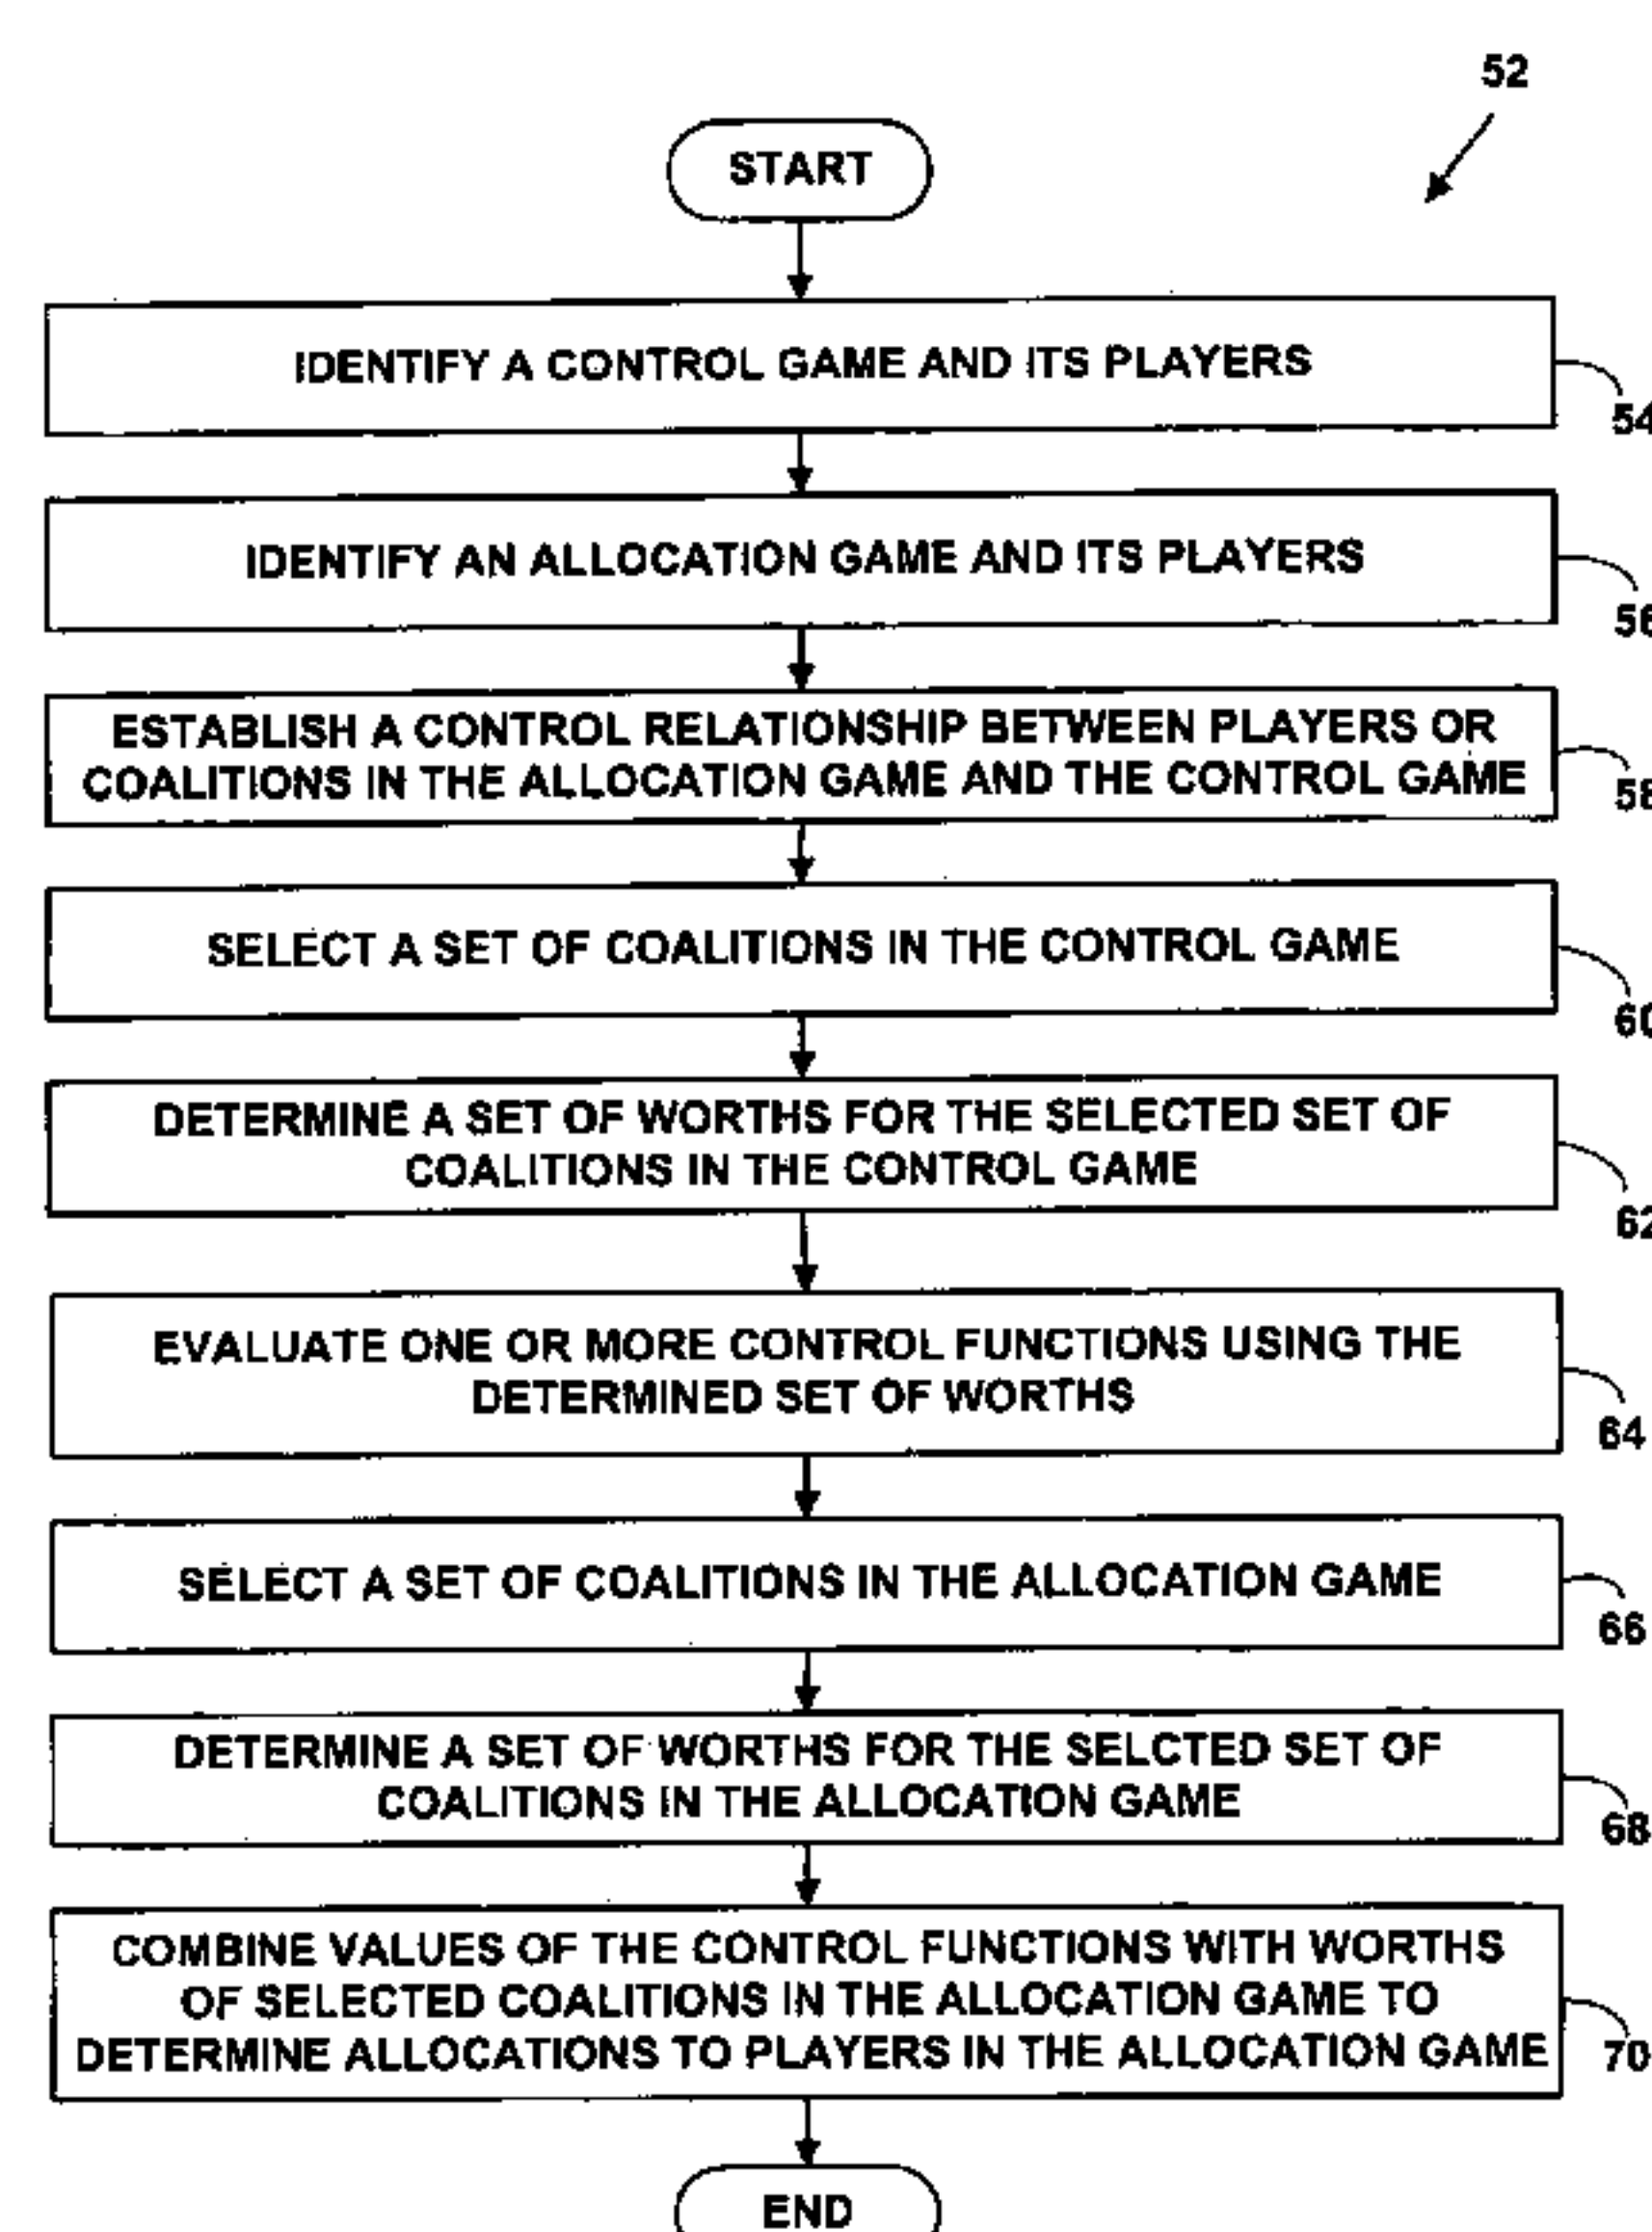 52
START
IDENTIFY A CONTROL GAME AND ITS PLAYERS
54
IDENTIFY AN ALLOCATION GAME AND ITS PLAYERS
56
ESTABLISH A CONTROL RELATIONSHIP BETWEEN PLAYERS OR
COALITIONS IN THE ALLOCATION GAME AND THE CONTROL GAME
58
SELECT A SET OF COALITIONS IN THE CONTROL GAME
60
DETERMINE A SET OF WORTHS FOR THE SELECTED SET OF
COALITIONS IN THE CONTROL GAME
62
EVALUATE ONE OR MORE CONTROL FUNCTIONS USING THE
DETERMINED SET OF WORTHS
64
SELECT A SET OF COALITIONS IN THE ALLOCATION GAME
66
DETERMINE A SET OF WORTHS FOR THE SELCTED SET OF
COALITIONS IN THE ALLOCATION GAME
68
COMBINE VALUES OF THE CONTROL FUNCTIONS WITH WORTHS
OF SELECTED COALITIONS IN THE ALLOCATION GAME TO
DETERMINE ALLOCATIONS TO PLAYERS IN THE ALLOCATION GAME
70
END